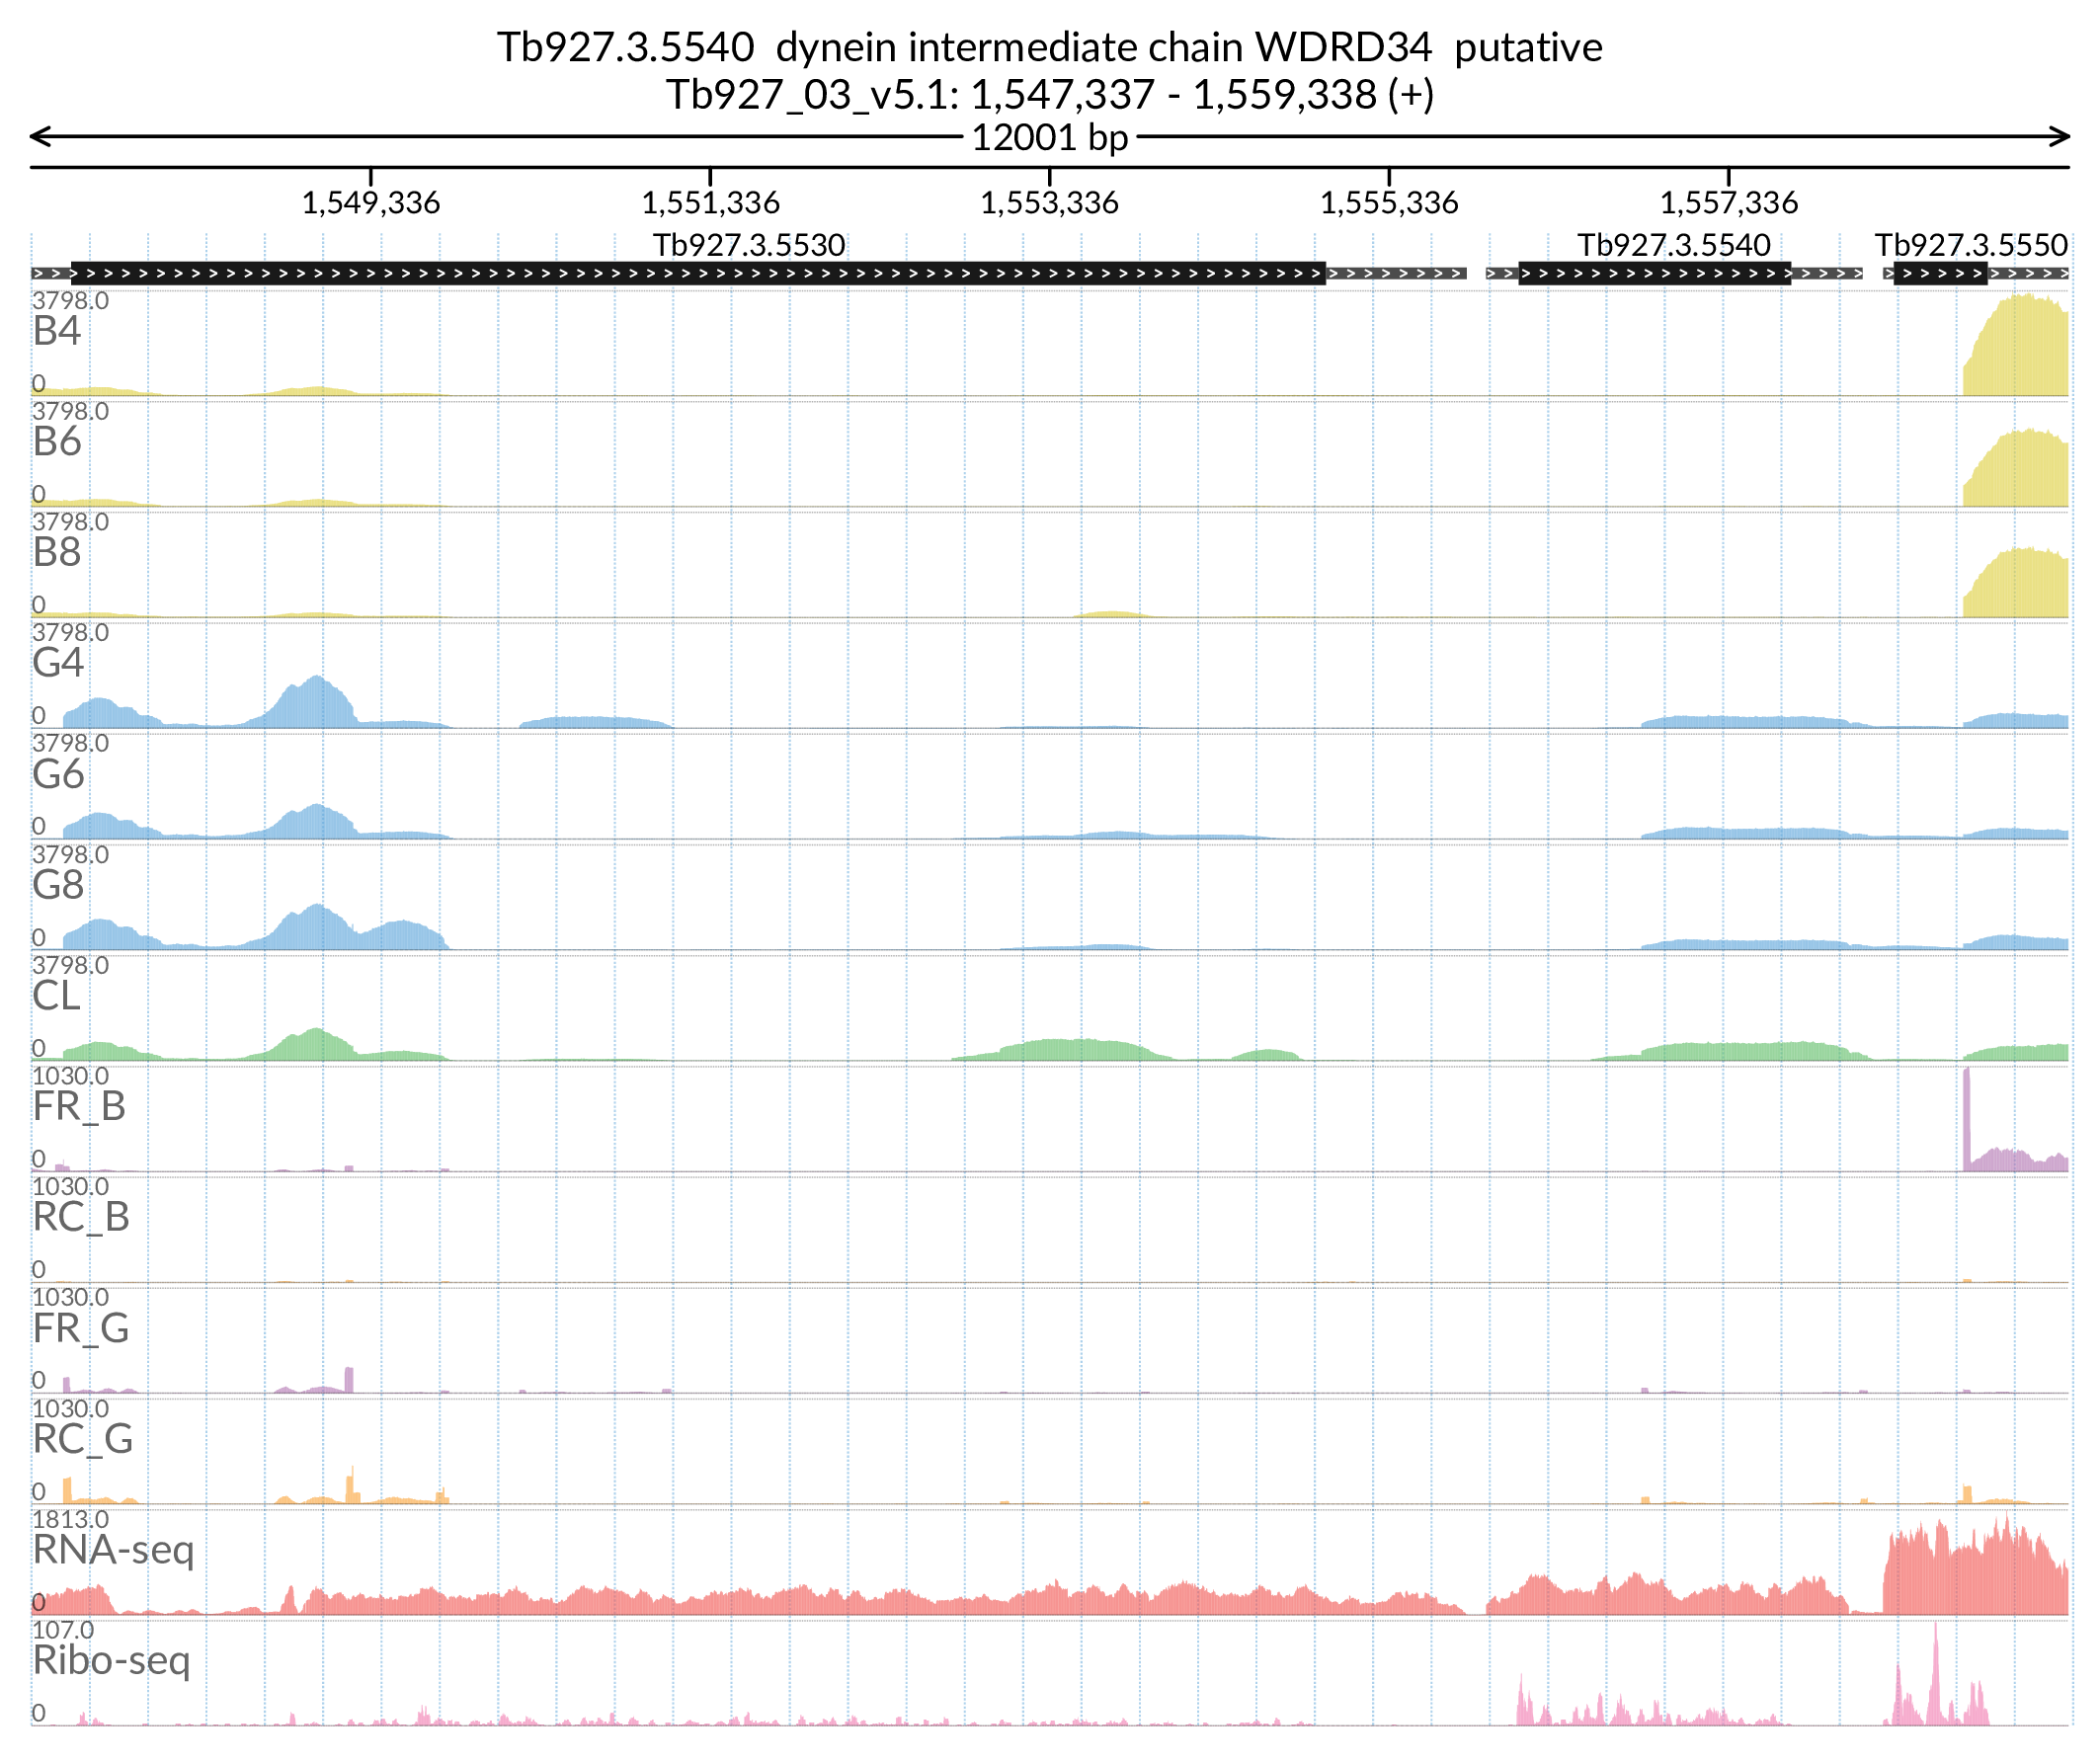 Tb927.3.5540  dynein intermediate chain WDRD34  putative
Tb927_03_v5.1: 1,547,337 - 1,559,338 (+)
12001 bp
1,549,336 1,551,336 1,553,336 1,555,336 1,557,336
Tb927.3.5530 Tb927.3.5540 Tb927.3.5550
3798.0
B4
0
3798.0
B6
0
3798.0
B8
0
3798.0
G4
0
3798.0
G6
0
3798.0
G8
0
3798.0
CL
0
1030.0
FR_B
0
1030.0
RC_B
0
1030.0
FR_G
0
1030.0
RC_G
0
1813.0
RNA-seq
0
107.0
Ribo-seq
0